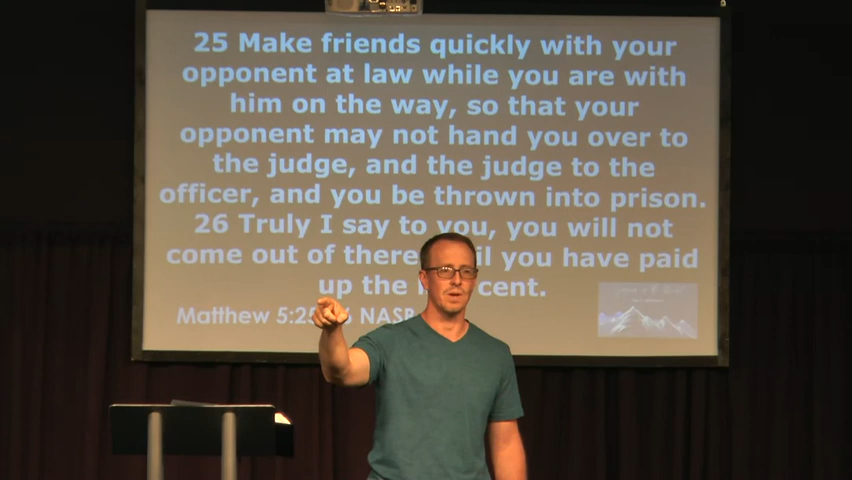 25 Make friends quickly with your
opponent at law while you are with
him on the way, so that your
opponent may not hand you over to
the judge, and the judge to the
officer, and you be thrown into prison.
26 Truly I say to you, you will not
come out of there you have paid
up the cent.
Matthew 5:25 NASB